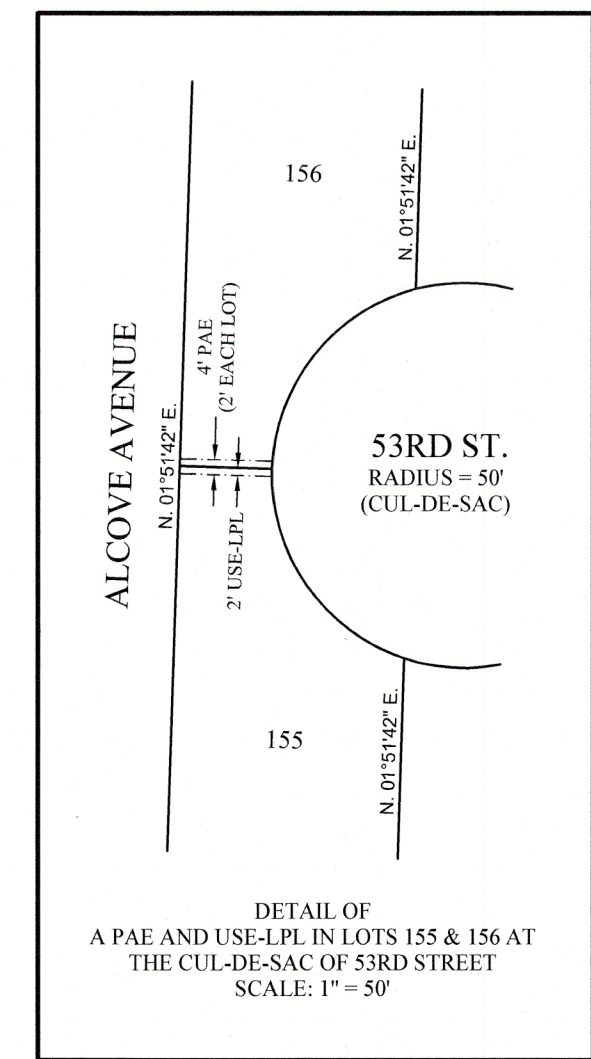 156
N. 01°51'42" E.
4' PAE
(2' EACH LOT)
ALCOVE AVENUE
N. 01°51'42" E.
2' USE-LPL
53RD ST.
RADIUS = 50'
(CUL-DE-SAC)
155
N. 01°51'42" E.
DETAIL OF
A PAE AND USE-LPL IN LOTS 155 & 156 AT
THE CUL-DE-SAC OF 53RD STREET
SCALE: 1" = 50'